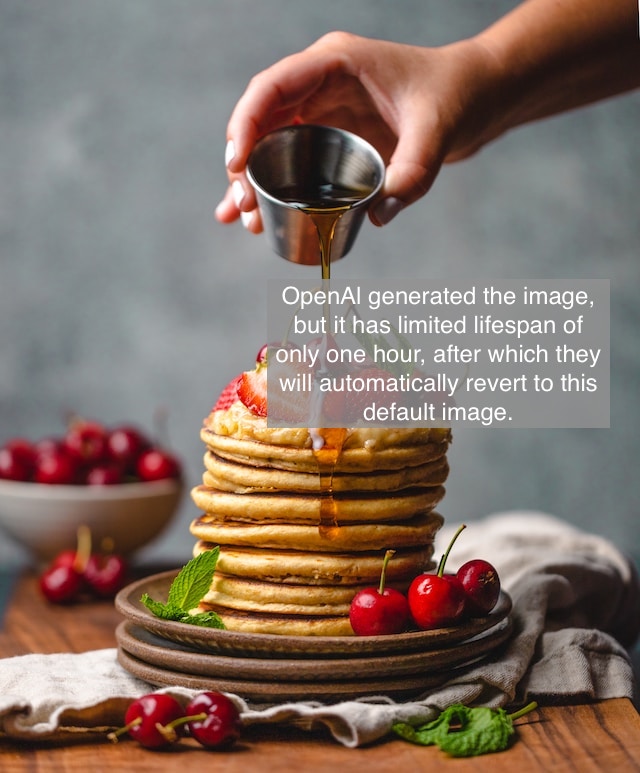 OpenAI generated the image,
but it has limited lifespan of
only one hour, after which they
will automatically revert to this
default image.